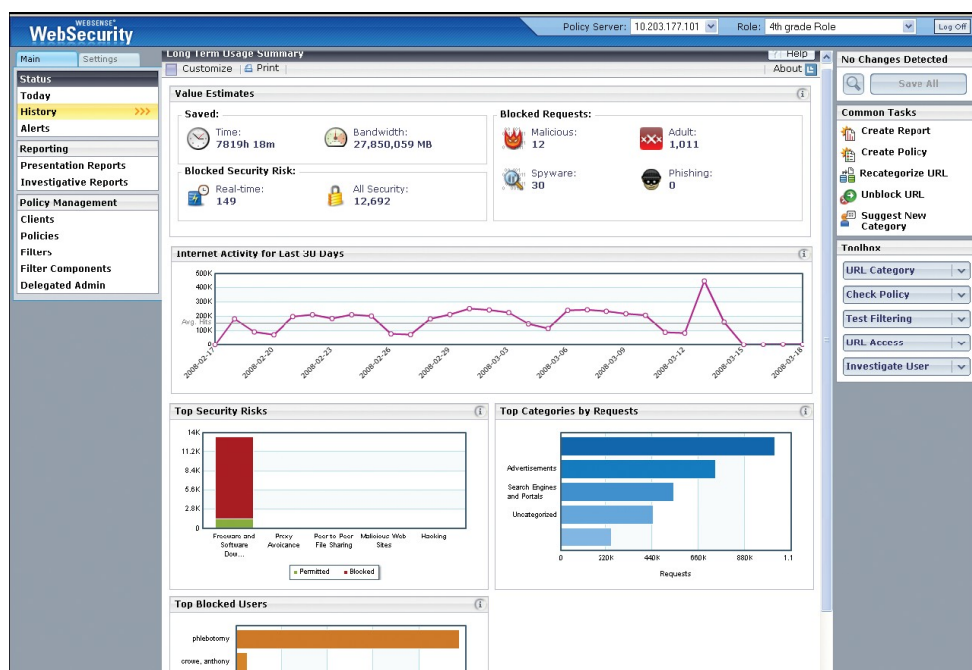 WEBSENSE®
WebSecurity
Policy Server: 10.203.177.101
Role: 4th grade Role
Log Off
Main
Settings
Status
Today
History >>>
Alerts
Reporting
Presentation Reports
Investigative Reports
Policy Management
Clients
Policies
Filters
Filter Components
Delegated Admin
Long Term Usage Summary
Help
Customize
Print
About
Value Estimates
Saved:
Time:
7819h 18m
Bandwidth:
27,850,059 MB
Blocked Security Risk:
Real-time:
149
All Security:
12,692
Blocked Requests:
Malicious:
12
Adult:
1,011
Spyware:
30
Phishing:
0
Internet Activity for Last 30 Days
500K
400K
300K
200K
Avg. Hits
100K
0
2008-02-17
2008-02-20
2008-02-23
2008-02-26
2008-02-29
2008-03-03
2008-03-06
2008-03-09
2008-03-12
2008-03-15
2008-03-18
Top Security Risks
14K
11.2K
8.4K
5.6K
2.8K
0
Freeware and Software Dow...
Proxy Avoidance
Peer to Peer File Sharing
Malicious Web Sites
Hacking
Permitted
Blocked
Top Categories by Requests
Advertisements
Search Engines and Portals
Uncategorized
0
220K
440K
660K
880K
1.1
Requests
Top Blocked Users
phlebotomy
crowe, anthony
No Changes Detected
Save All
Common Tasks
Create Report
Create Policy
Recategorize URL
Unblock URL
Suggest New Category
Toolbox
URL Category
Check Policy
Test Filtering
URL Access
Investigate User